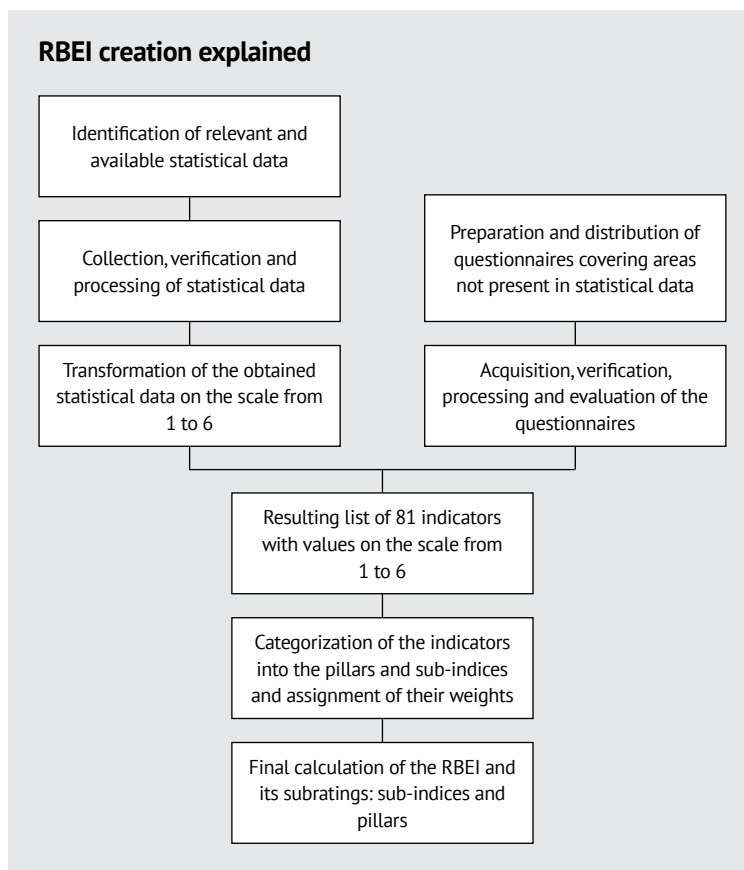 RBEI creation explained
Identification of relevant and
available statistical data
Collection, verification and
processing of statistical data
Transformation of the obtained
statistical data on the scale from
1 to 6
Preparation and distribution of
questionnaires covering areas
not present in statistical data
Acquisition, verification,
processing and evaluation of the
questionnaires
Resulting list of 81 indicators
with values on the scale from
1 to 6
Categorization of the indicators
into the pillars and sub-indices
and assignment of their weights
Final calculation of the RBEI and
its subratings: sub-indices and
pillars